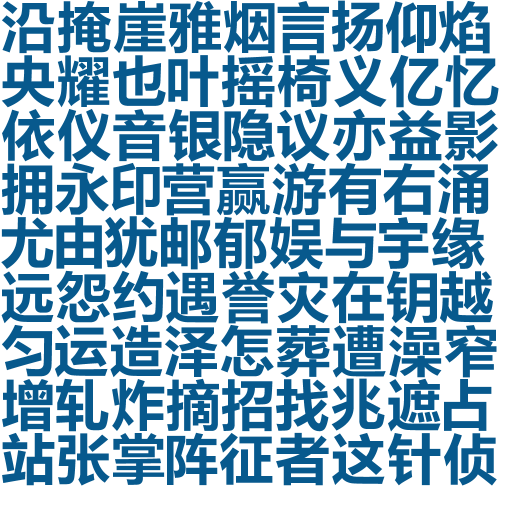 沿掩崖雅烟言扬仰焰
央耀也叶摇椅义亿忆
依仪音银隐议亦益影
拥永印营赢游有右涌
尤由犹邮郁娱与宇缘
远怨约遇誉灾在钥越
匀运造泽怎葬遭澡窄
增轧炸摘招找兆遮占
站张掌阵征者这针侦